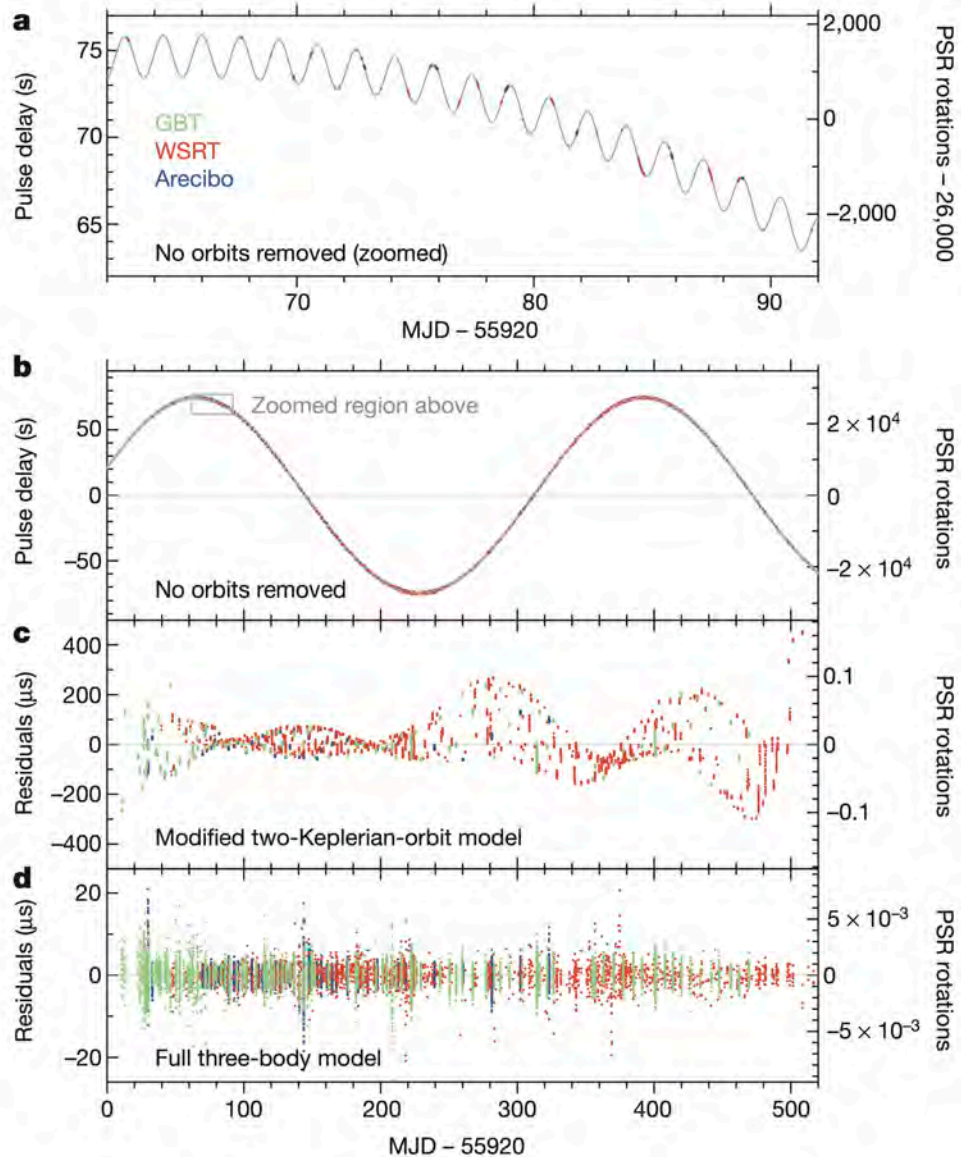 a
Pulse delay (s)
75
70
65
2,000
0
–2,000
PSR rotations – 26,000
GBT
WSRT
Arecibo
No orbits removed (zoomed)
70
80
90
MJD – 55920
b
Pulse delay (s)
50
0
–50
Zoomed region above
2 × 10⁴
0
–2 × 10⁴
PSR rotations
No orbits removed
c
Residuals (µs)
400
200
0
–200
–400
0.1
0
–0.1
PSR rotations
Modified two-Keplerian-orbit model
d
Residuals (µs)
20
0
–20
5 × 10⁻³
0
–5 × 10⁻³
PSR rotations
Full three-body model
0
100
200
300
400
500
MJD – 55920